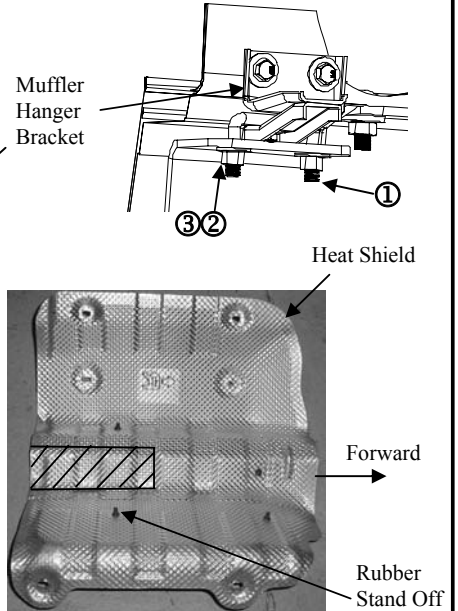 Muffler
Hanger
Bracket
①
③②
Heat Shield
Forward
Rubber
Stand Off